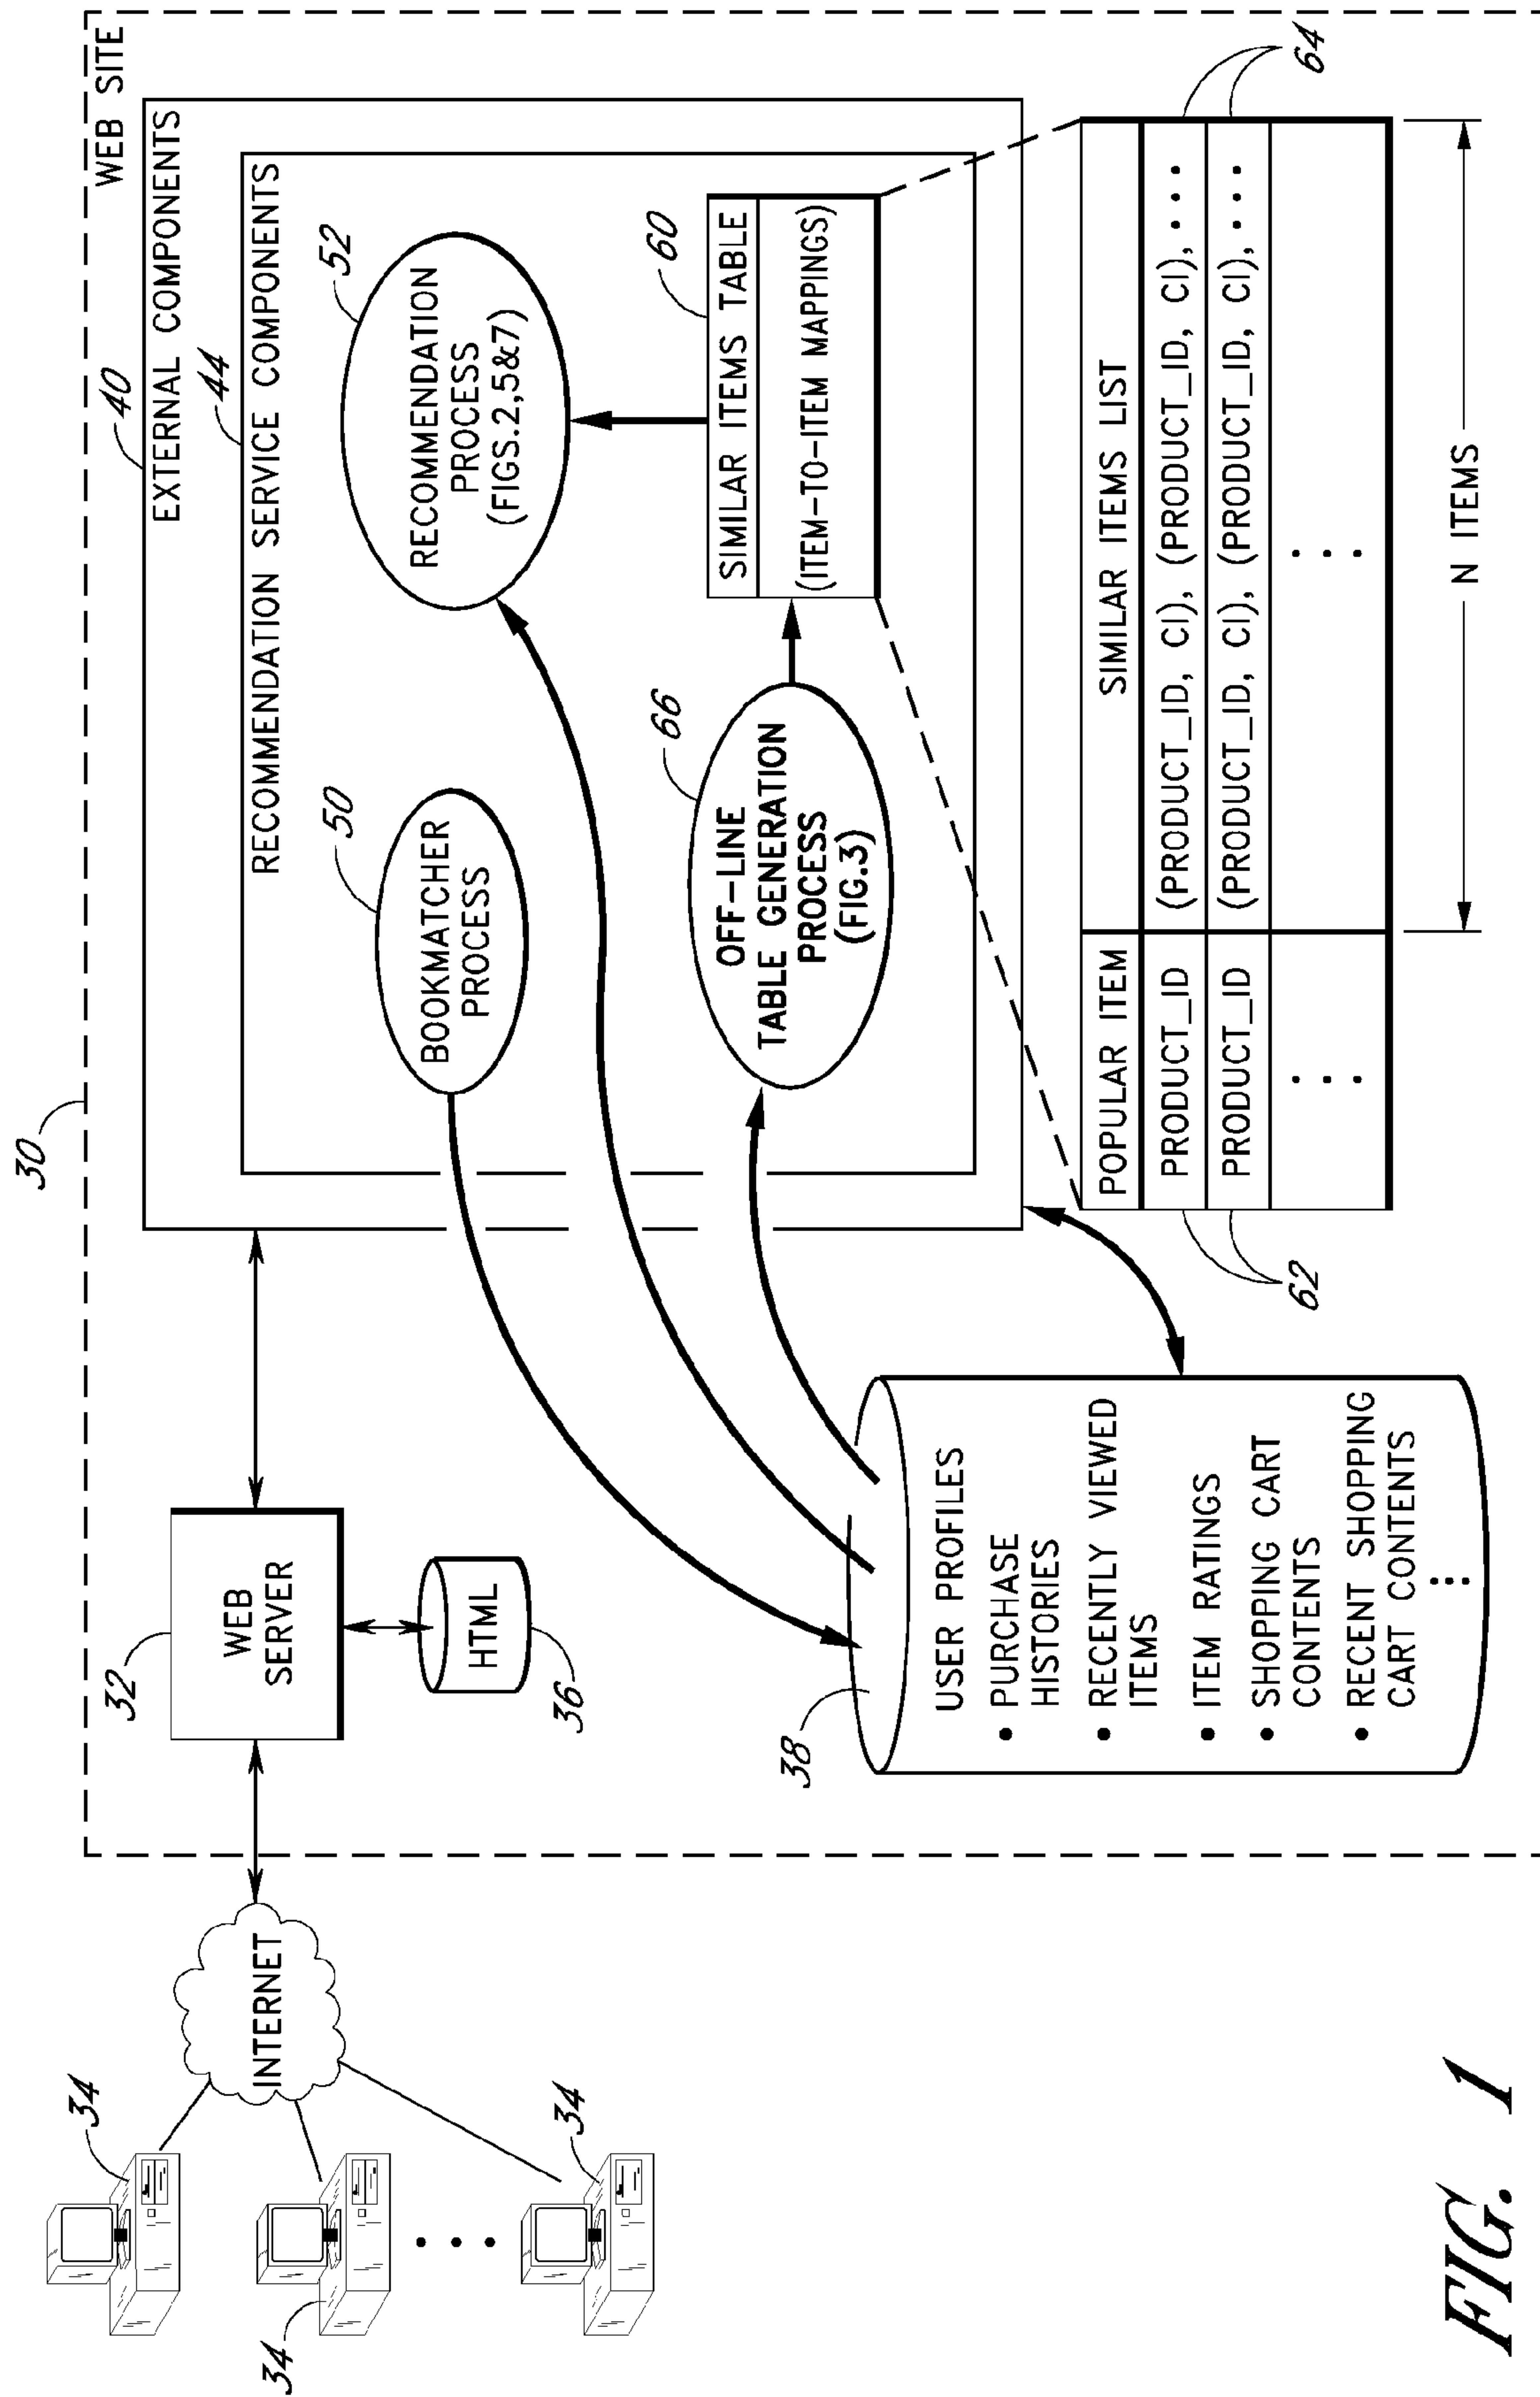 30
WEB SITE
40
EXTERNAL COMPONENTS
44
RECOMMENDATION SERVICE COMPONENTS
34
34
34
INTERNET
32
WEB
SERVER
HTML
36
50
BOOKMATCHER
PROCESS
52
RECOMMENDATION
PROCESS
(FIGS.2,5&7)
66
OFF-LINE
TABLE GENERATION
PROCESS
(FIG.3)
60
SIMILAR ITEMS TABLE
(ITEM-TO-ITEM MAPPINGS)
38
USER PROFILES
• PURCHASE
HISTORIES
• RECENTLY VIEWED
ITEMS
• ITEM RATINGS
• SHOPPING CART
CONTENTS
• RECENT SHOPPING
CART CONTENTS
POPULAR ITEM SIMILAR ITEMS LIST
PRODUCT_ID (PRODUCT_ID, CI), (PRODUCT_ID, CI), • • •
PRODUCT_ID (PRODUCT_ID, CI), (PRODUCT_ID, CI), • • •
• • • • • •
62
64
N ITEMS
FIG. 1